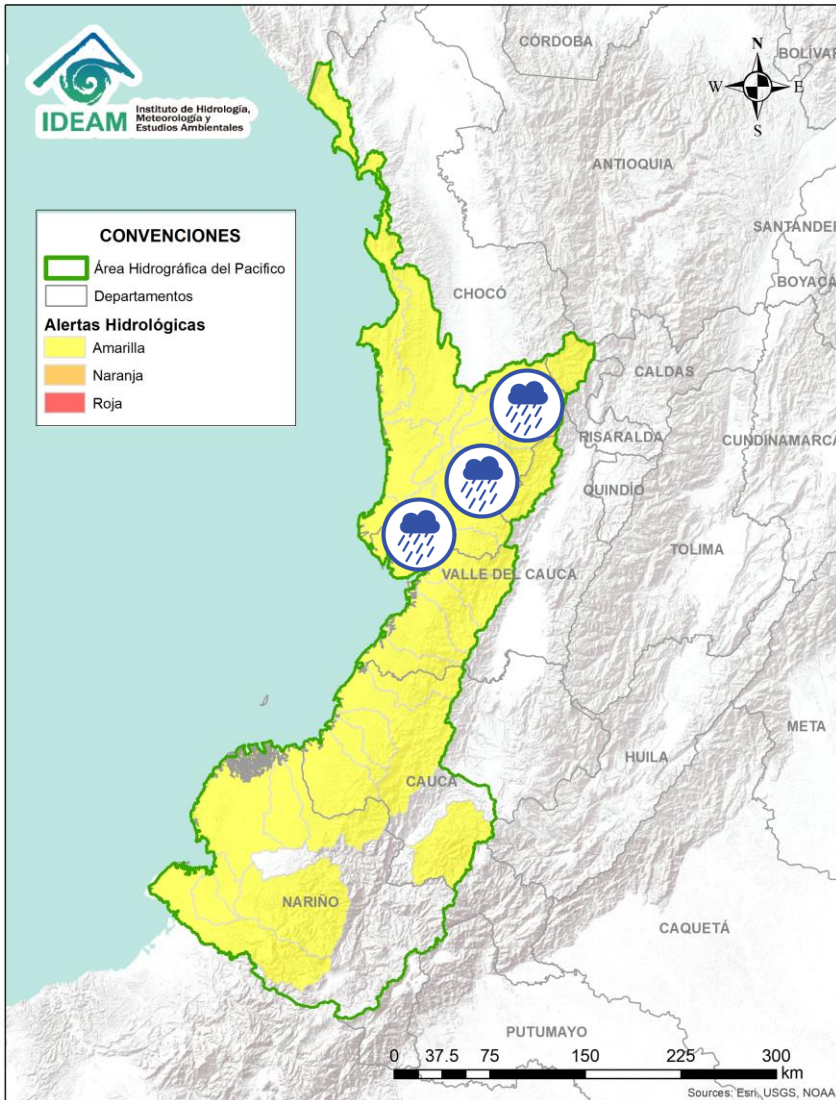 IDEAM
Instituto de Hidrología,
Meteorología y
Estudios Ambientales
CÓRDOBA
BOLÍVAR
N
W
E
S
ANTIOQUIA
SANTANDER
BOYACÁ
CONVENCIONES
Área Hidrográfica del Pacifico
Departamentos
Alertas Hidrológicas
Amarilla
Naranja
Roja
CHOCÓ
CALDAS
RISARALDA
CUNDINAMARCA
QUINDÍO
TOLIMA
VALLE DEL CAUCA
META
HUILA
CAUCA
NARIÑO
CAQUETÁ
PUTUMAYO
0 37.5 75 150 225 300
km
Sources: Esri, USGS, NOAA